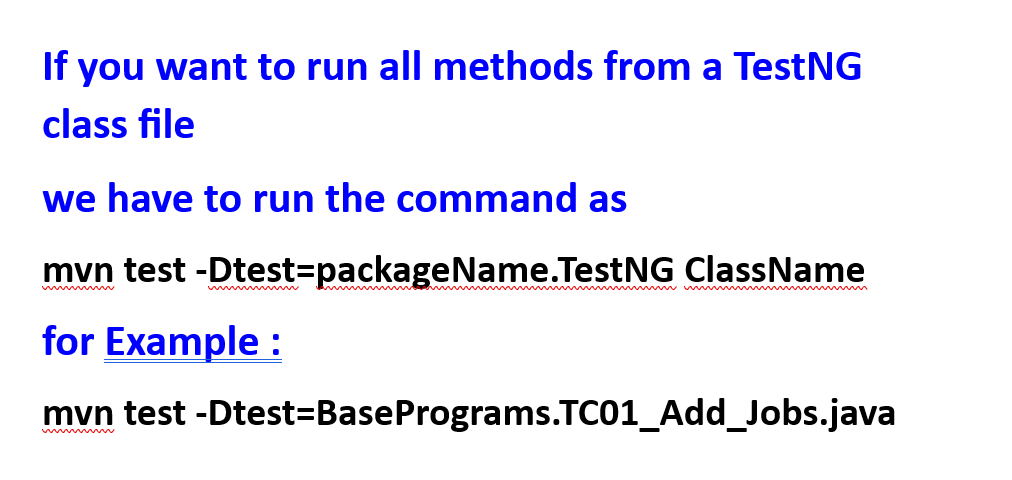 If you want to run all methods from a TestNG
class file
we have to run the command as
mvn test -Dtest=packageName.TestNG ClassName
for Example :
mvn test -Dtest=BasePrograms.TC01_Add_Jobs.java